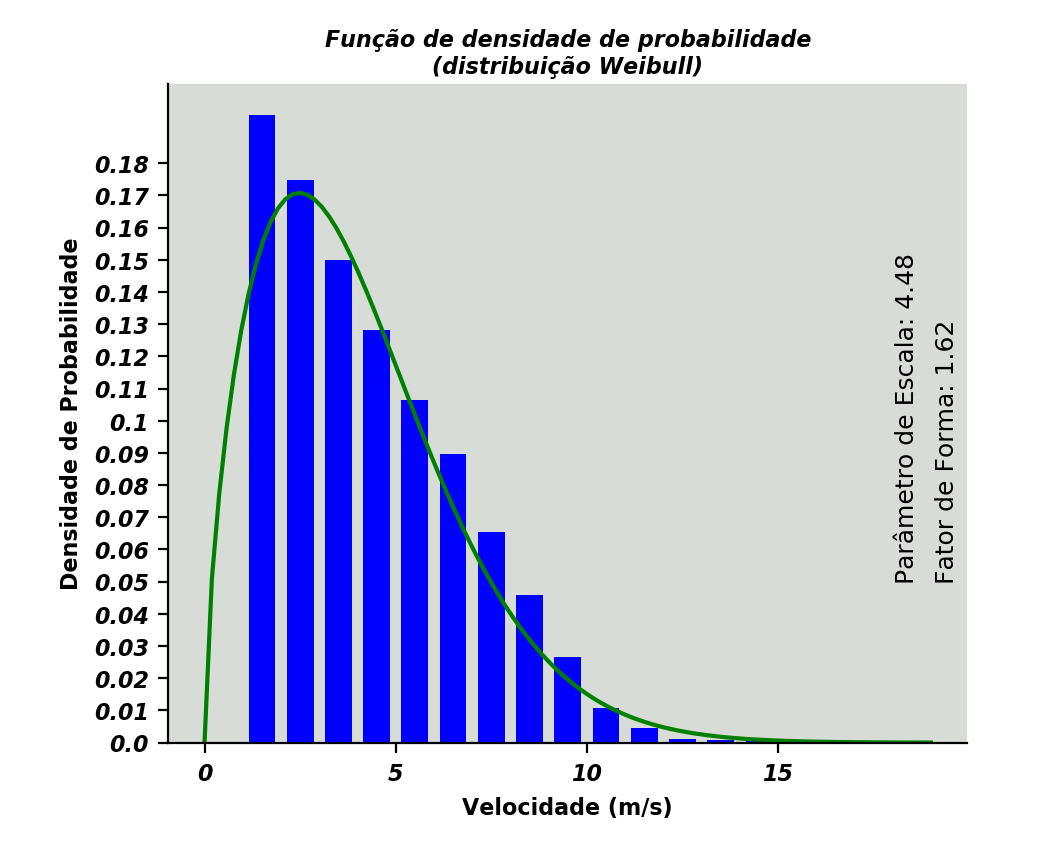 Função de densidade de probabilidade
(distribuição Weibull)
Densidade de Probabilidade
0.18
0.17
0.16
0.15
0.14
0.13
0.12
0.11
0.1
0.09
0.08
0.07
0.06
0.05
0.04
0.03
0.02
0.01
0.0
0 5 10 15
Velocidade (m/s)
Parâmetro de Escala: 4.48
Fator de Forma: 1.62